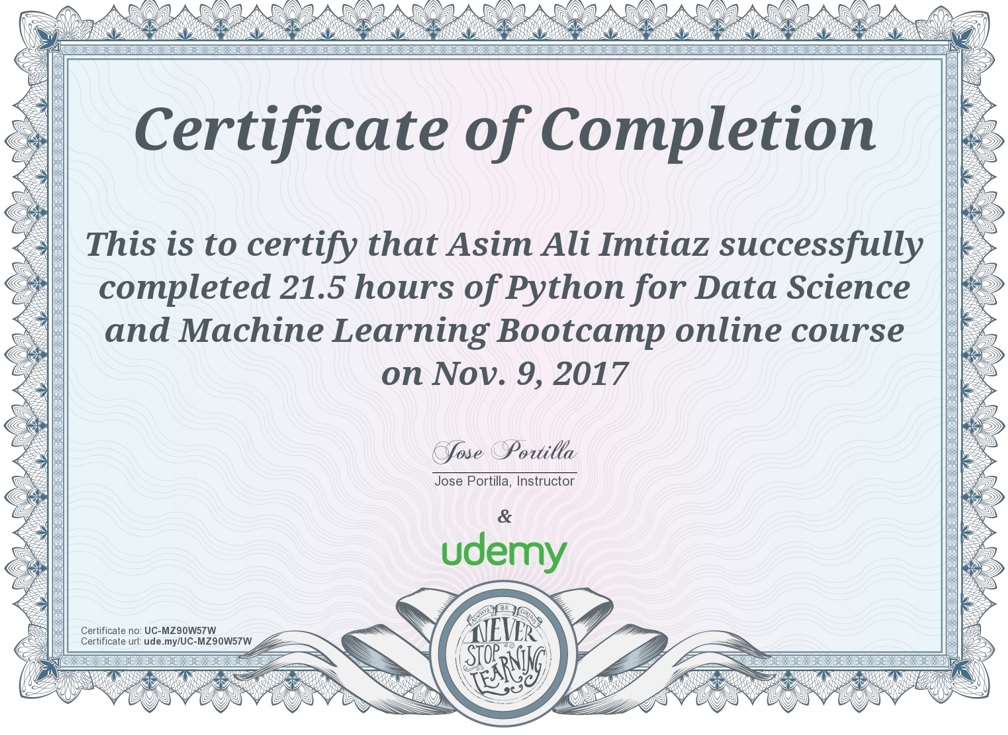 Certificate of Completion
This is to certify that Asim Ali Imtiaz successfully
completed 21.5 hours of Python for Data Science
and Machine Learning Bootcamp online course
on Nov. 9, 2017
Jose Portilla
Jose Portilla, Instructor
&
udemy
Certificate no: UC-MZ90W57W
Certificate url: ude.my/UC-MZ90W57W
NEVER
STOP
LEARNING